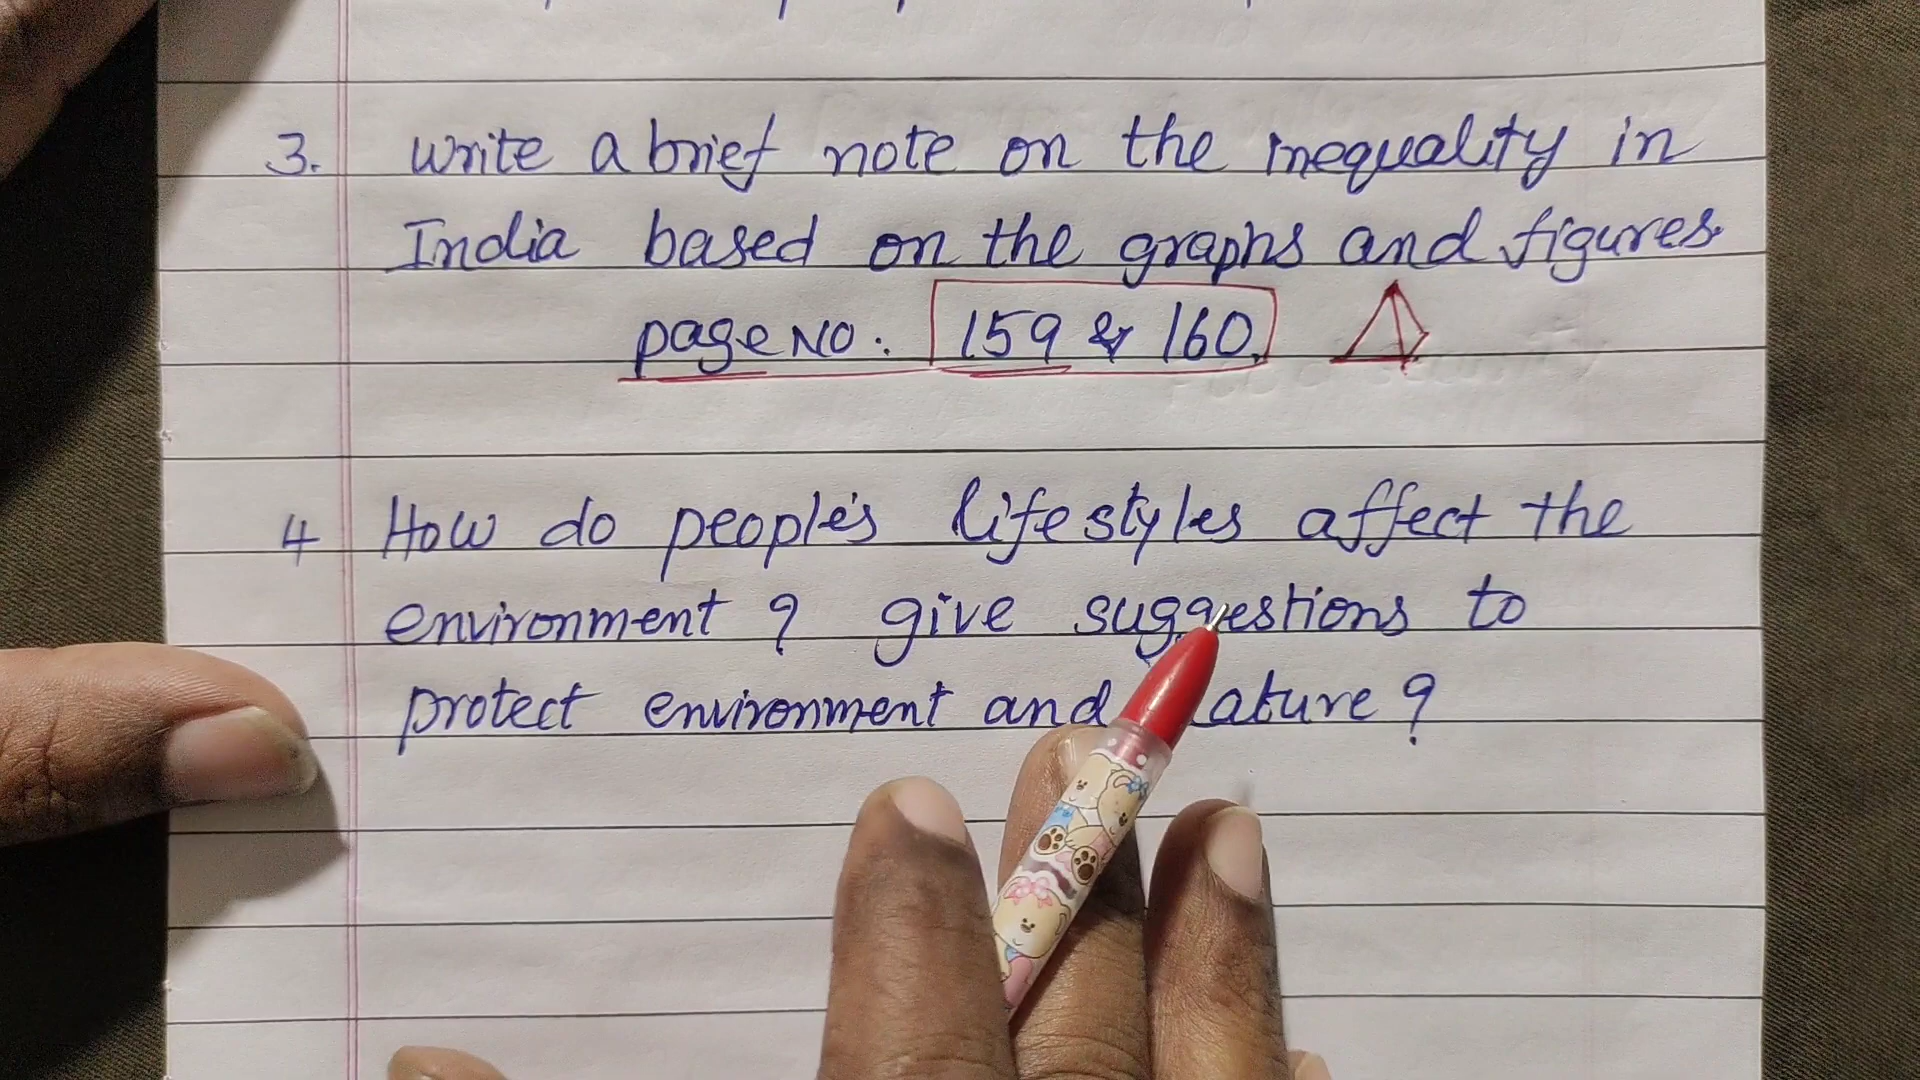 3. Write a brief note on the inequality in
India based on the graphs and figures.
page No. 159 & 160.
4 How do people's lifestyles affect the
environment ? give suggestions to
protect environment and ature ?